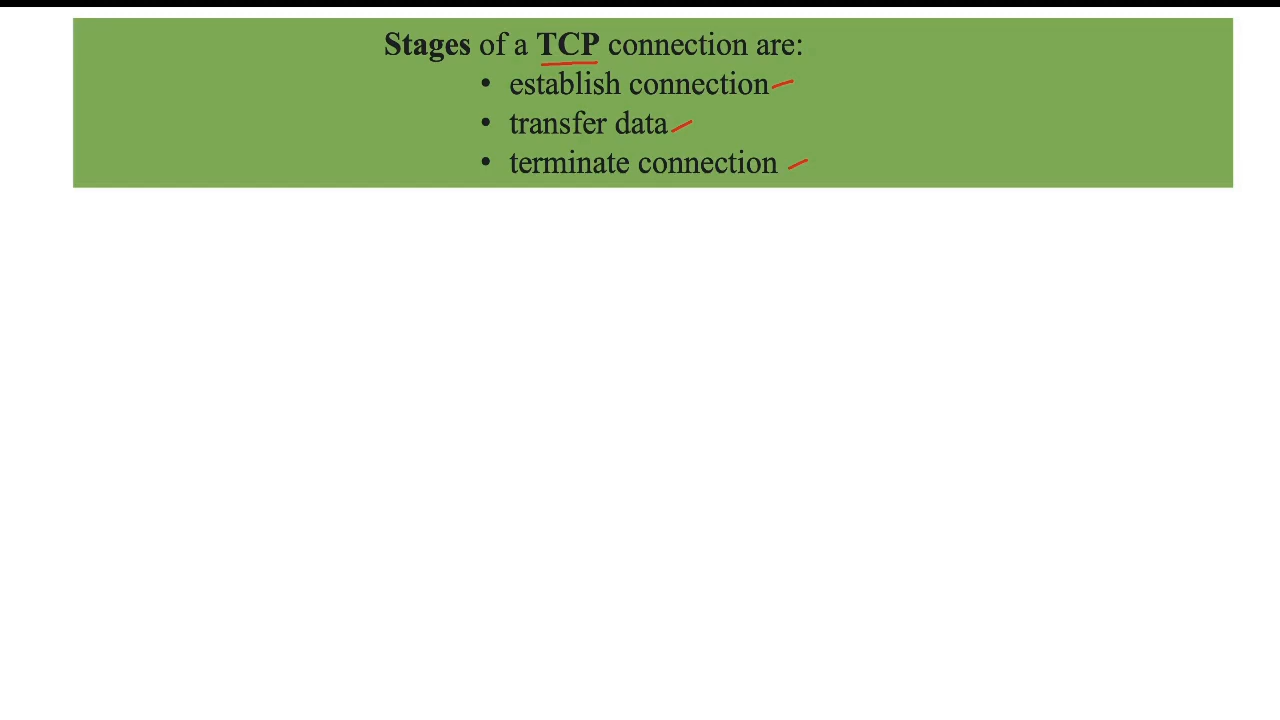 Stages of a TCP connection are:
• establish connection
• transfer data
• terminate connection